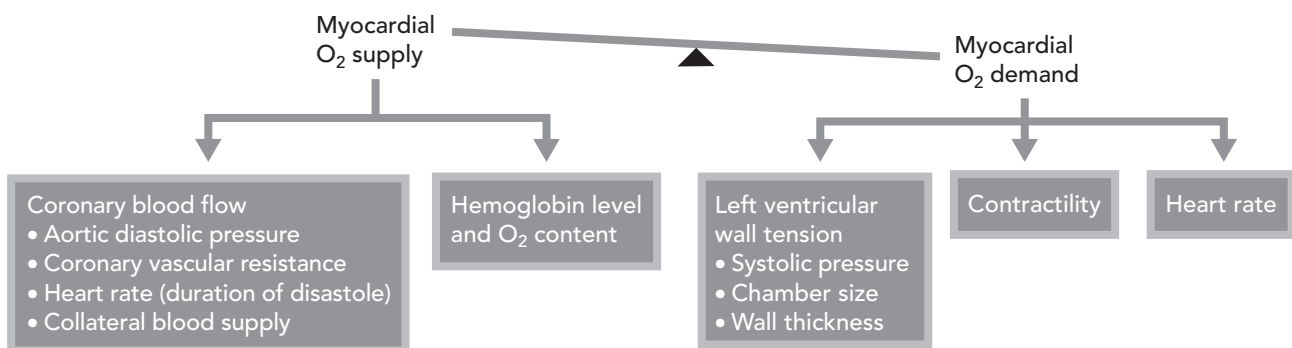 Myocardial
O₂ supply
Myocardial
O₂ demand
Coronary blood flow
• Aortic diastolic pressure
• Coronary vascular resistance
• Heart rate (duration of disastole)
• Collateral blood supply
Hemoglobin level
and O₂ content
Left ventricular
wall tension
• Systolic pressure
• Chamber size
• Wall thickness
Contractility
Heart rate